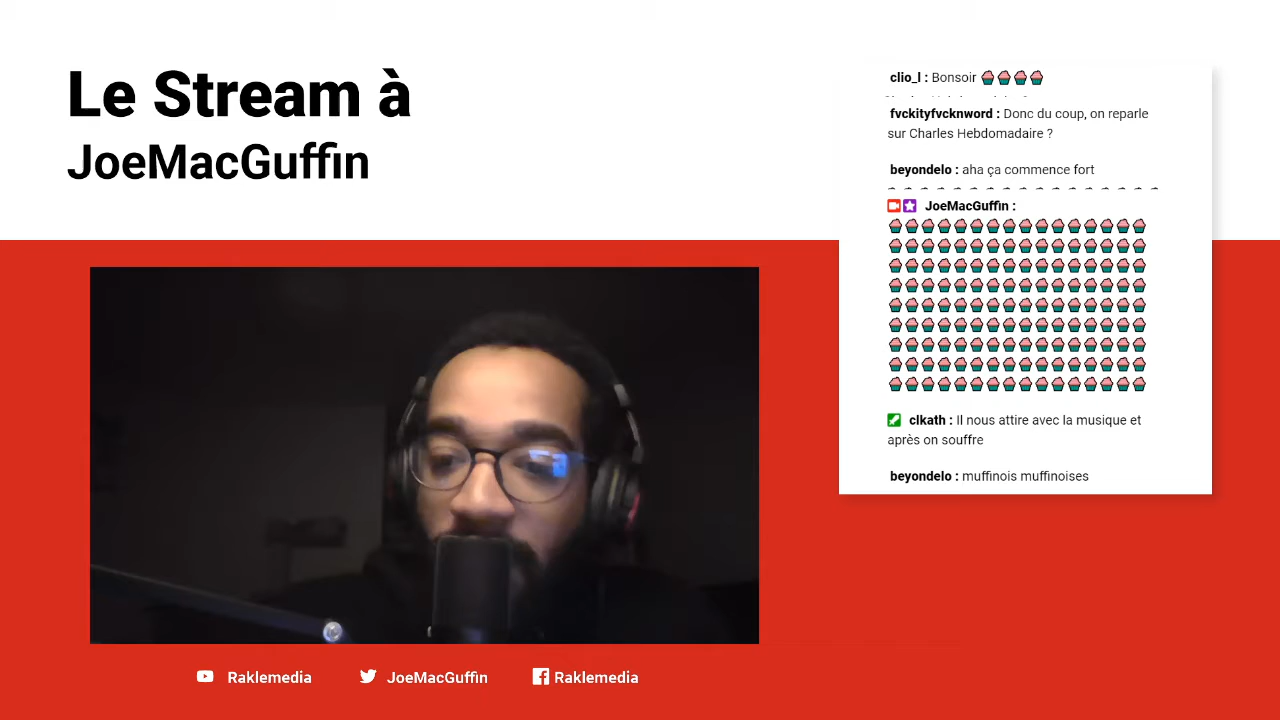 Le Stream à
JoeMacGuffin
clio_l : Bonsoir
fvckityfvcknword : Donc du coup, on reparle
sur Charles Hebdomadaire ?
beyondelo : aha ça commence fort
JoeMacGuffin :
clkath : Il nous attire avec la musique et
après on souffre
beyondelo : muffinois muffinoises
Raklemedia JoeMacGuffin Raklemedia